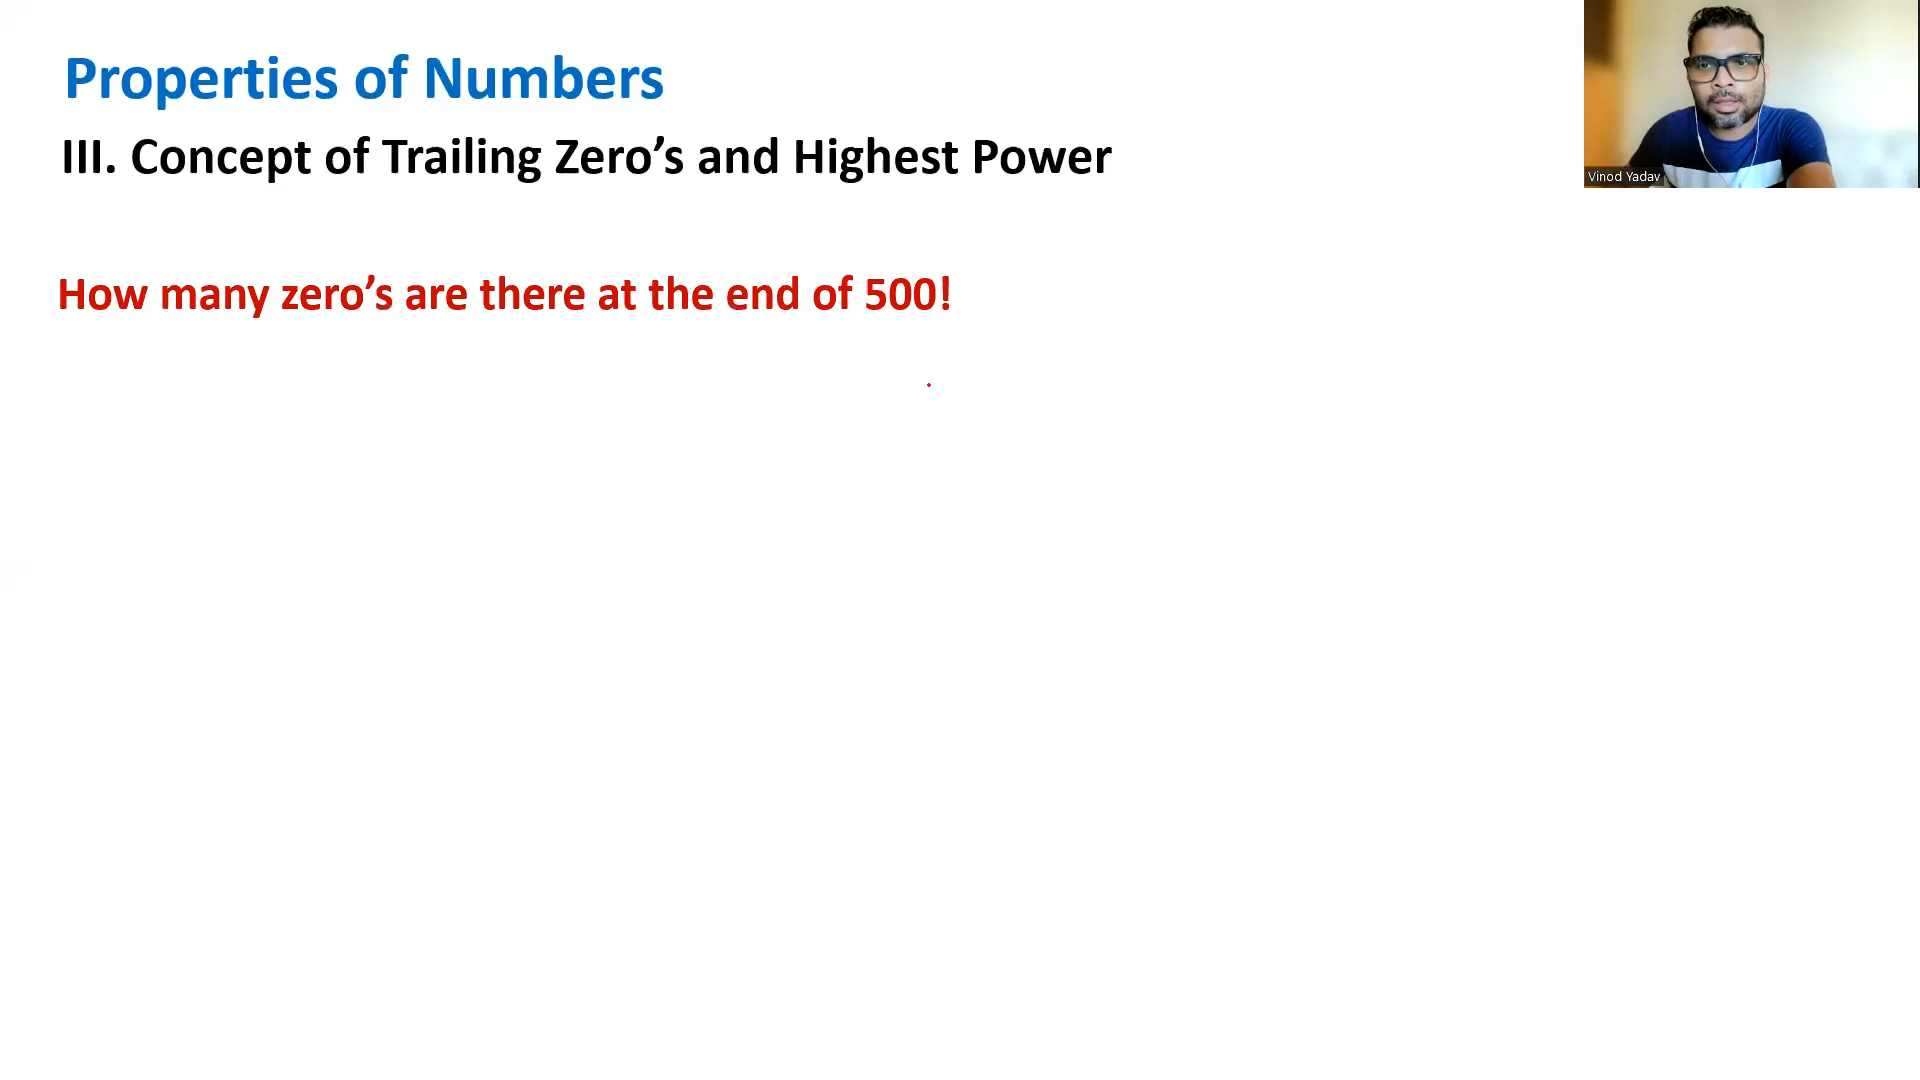 Properties of Numbers
III. Concept of Trailing Zero’s and Highest Power
How many zero’s are there at the end of 500!
Vinod Yadav